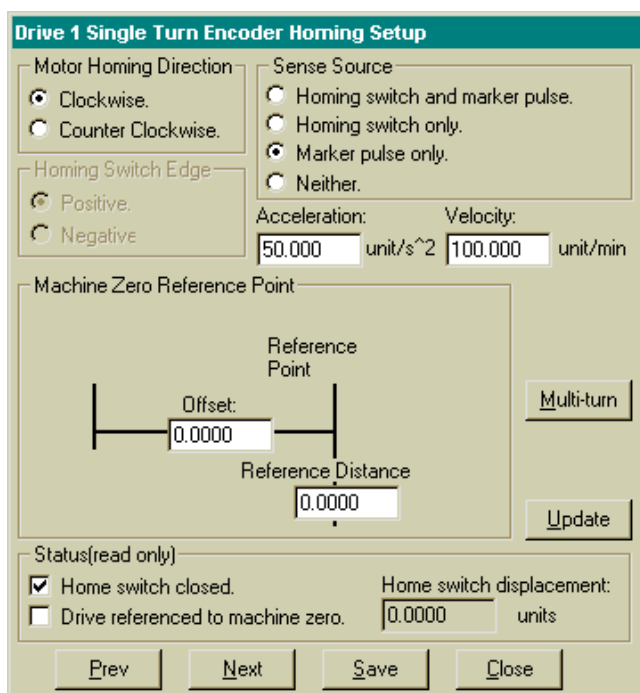 Drive 1 Single Turn Encoder Homing Setup
Motor Homing Direction
Clockwise.
Counter Clockwise.
Homing Switch Edge
Positive.
Negative
Sense Source
Homing switch and marker pulse.
Homing switch only.
Marker pulse only.
Neither.
Acceleration: Velocity:
50.000 unit/s^2 100.000 unit/min
Machine Zero Reference Point
Reference
Point
Offset:
0.0000
Reference Distance
0.0000
Multi-turn
Update
Status(read only)
Home switch closed.
Drive referenced to machine zero.
Home switch displacement:
0.0000 units
Prev Next Save Close